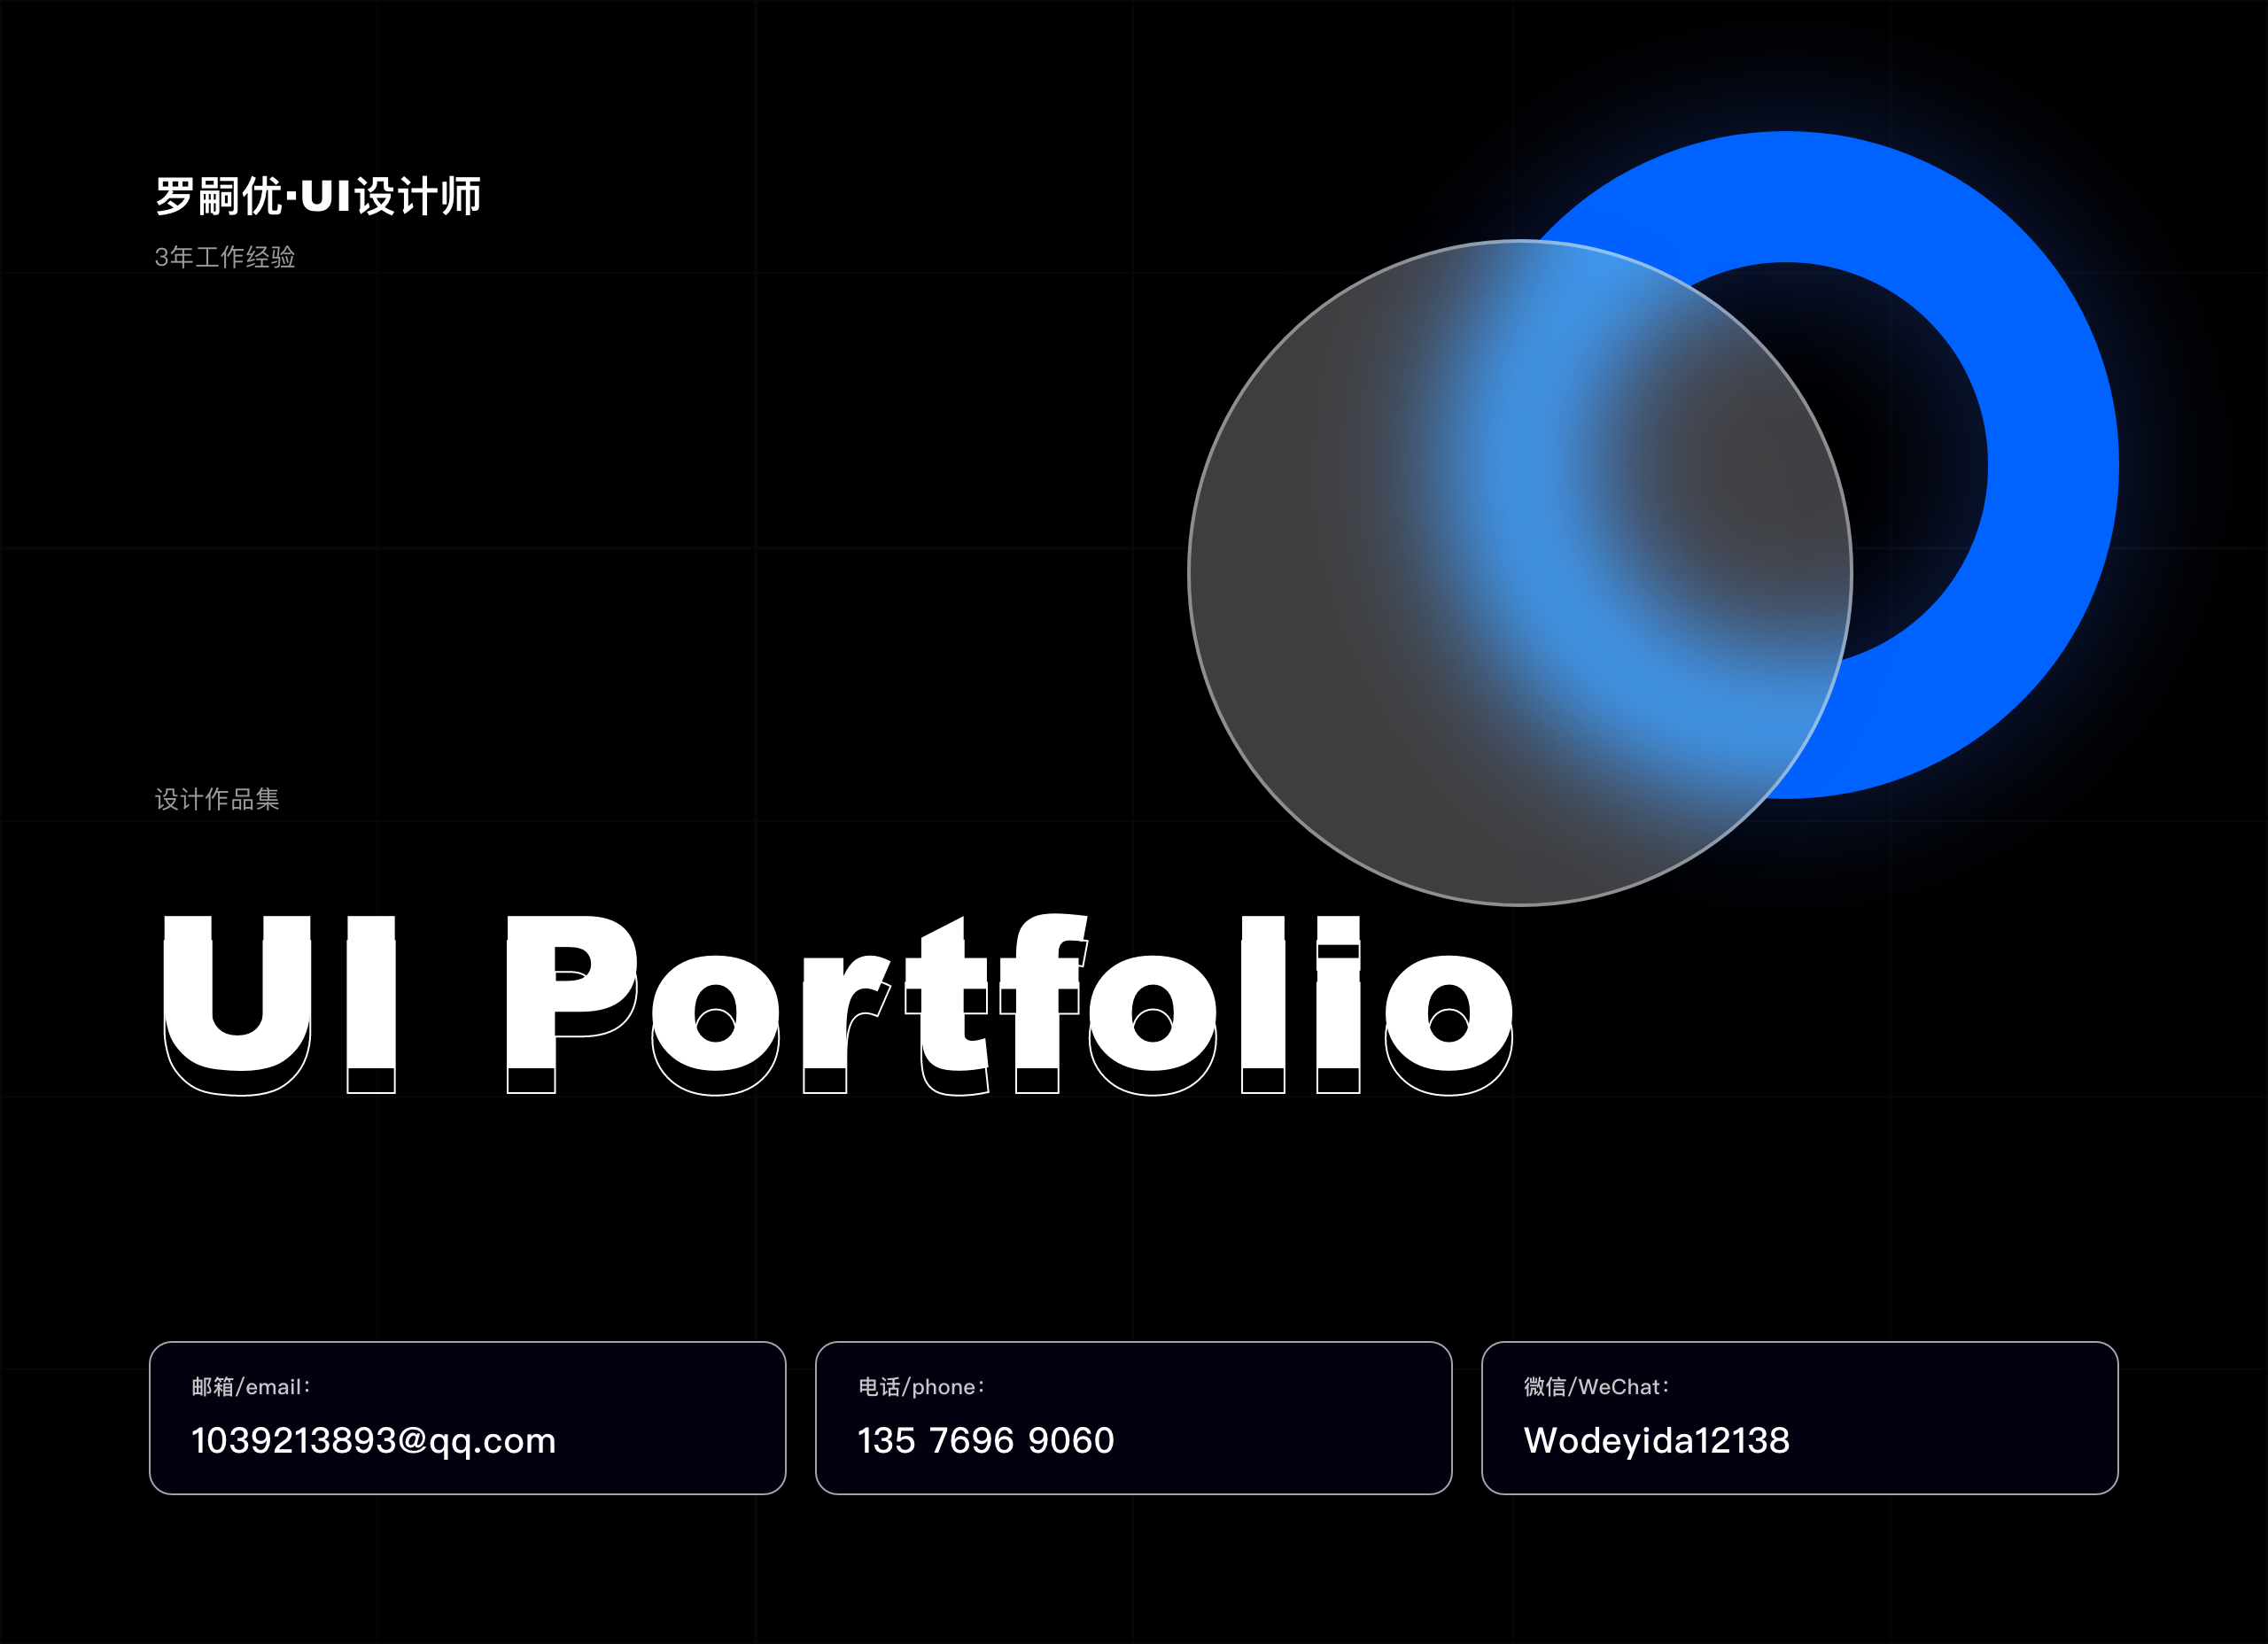 罗嗣优·UI设计师
3年工作经验
设计作品集
UI Portfolio
邮箱/email：
1039213893@qq.com
电话/phone：
135 7696 9060
微信/WeChat：
Wodeyida12138